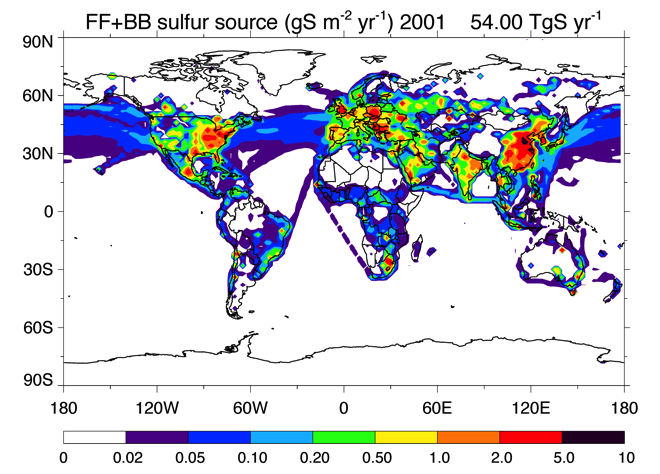 FF+BB sulfur source (gS m⁻² yr⁻¹) 2001 54.00 TgS yr⁻¹
90N
60N
30N
0
30S
60S
90S
180 120W 60W 0 60E 120E 180
0 0.02 0.05 0.10 0.20 0.50 1.0 2.0 5.0 10